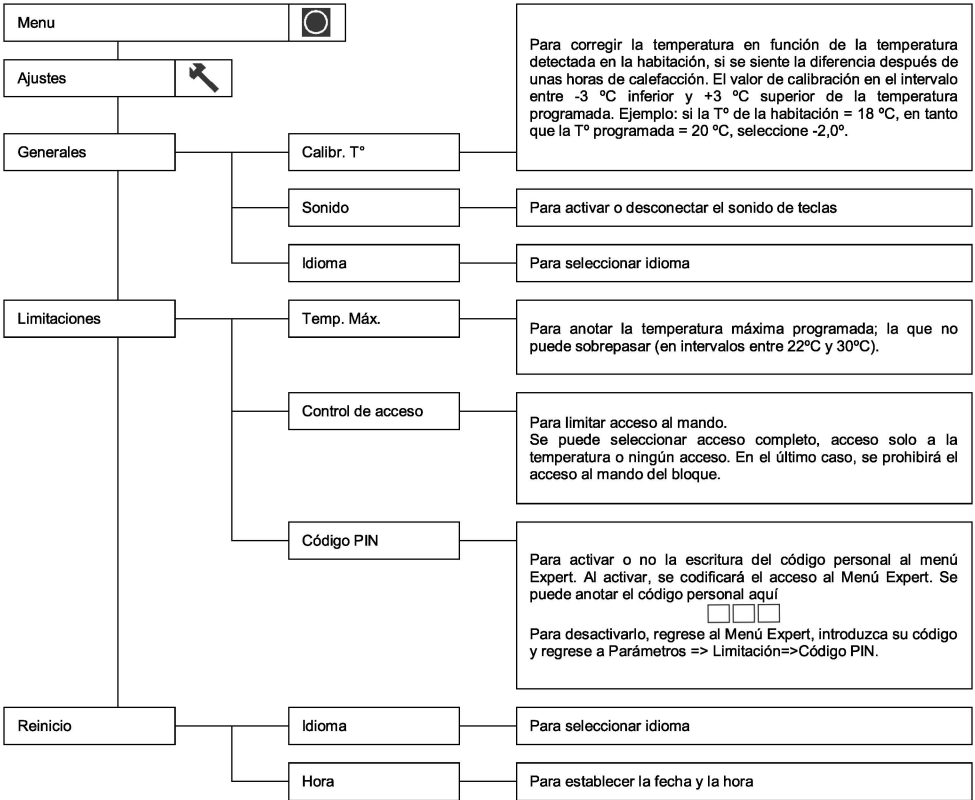 Menu
Ajustes
Generales
Calibr. T°
Para corregir la temperatura en función de la temperatura
detectada en la habitación, si se siente la diferencia después de
unas horas de calefacción. El valor de calibración en el intervalo
entre -3 ºC inferior y +3 ºC superior de la temperatura
programada. Ejemplo: si la Tº de la habitación = 18 ºC, en tanto
que la Tº programada = 20 ºC, seleccione -2,0º.
Sonido
Para activar o desconectar el sonido de teclas
Idioma
Para seleccionar idioma
Limitaciones
Temp. Máx.
Para anotar la temperatura máxima programada; la que no
puede sobrepasar (en intervalos entre 22ºC y 30ºC).
Control de acceso
Para limitar acceso al mando.
Se puede seleccionar acceso completo, acceso solo a la
temperatura o ningún acceso. En el último caso, se prohibirá el
acceso al mando del bloque.
Código PIN
Para activar o no la escritura del código personal al menú
Expert. Al activar, se codificará el acceso al Menú Expert. Se
puede anotar el código personal aquí
Para desactivarlo, regrese al Menú Expert, introduzca su código
y regrese a Parámetros => Limitación=>Código PIN.
Reinicio
Idioma
Para seleccionar idioma
Hora
Para establecer la fecha y la hora